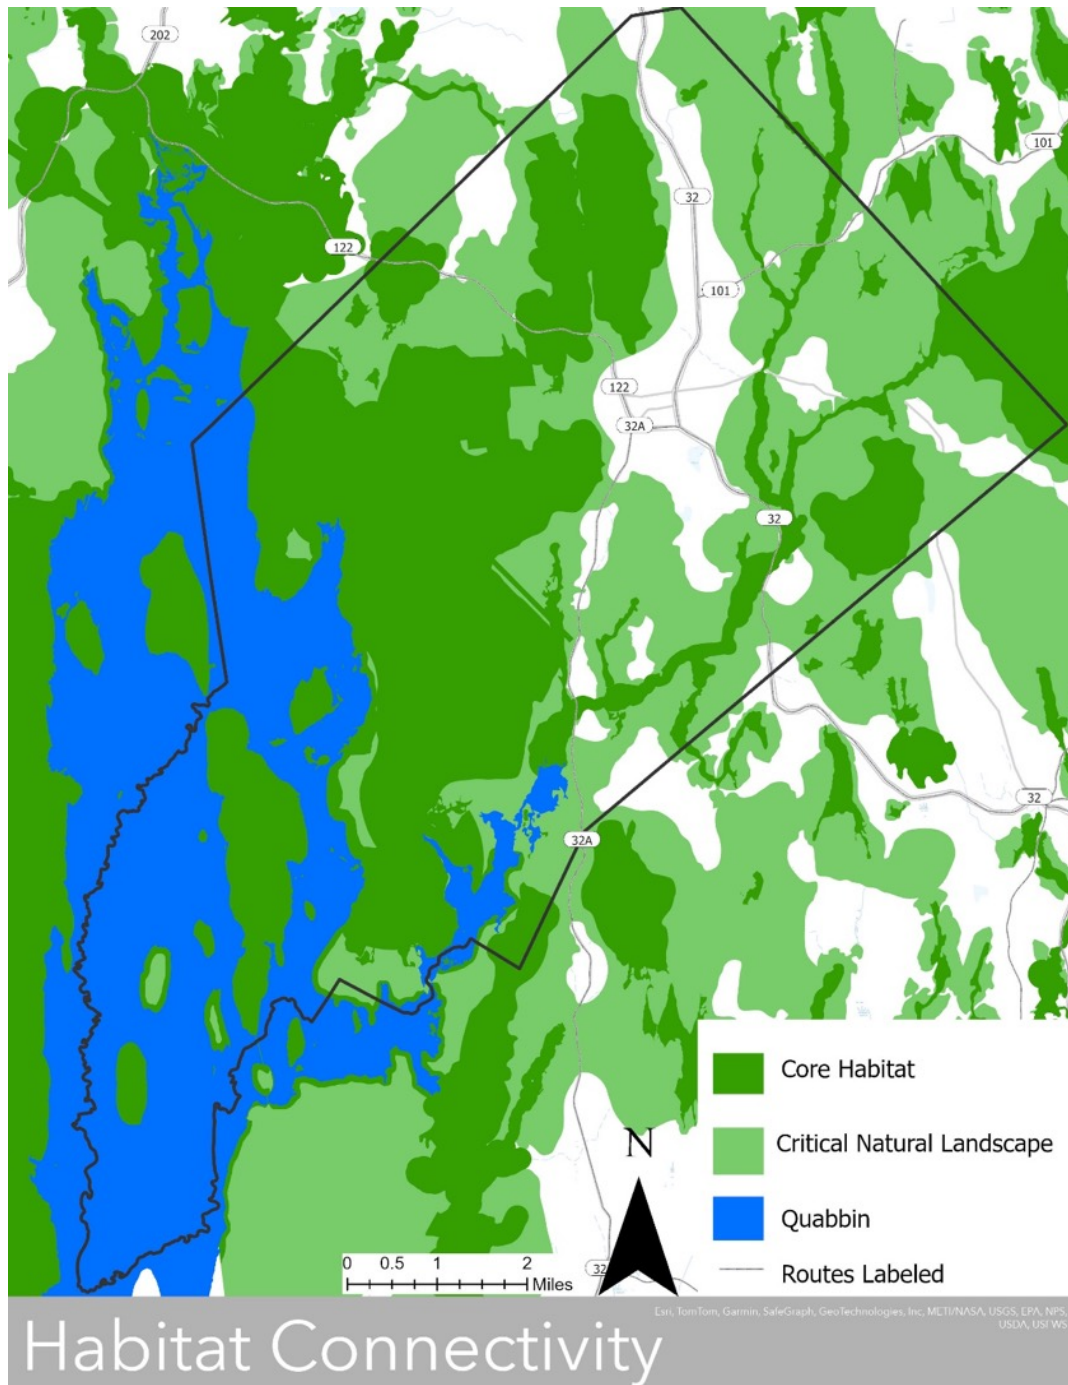 202
101
32
122
101
122
32A
32
32
32A
Core Habitat
Critical Natural Landscape
N
Quabbin
0 0.5 1 2
Miles
32
Routes Labeled
Esri, TomTom, Garmin, SafeGraph, GeoTechnologies, Inc, METI/NASA, USGS, EPA, NPS,
USDA, USFWS
Habitat Connectivity